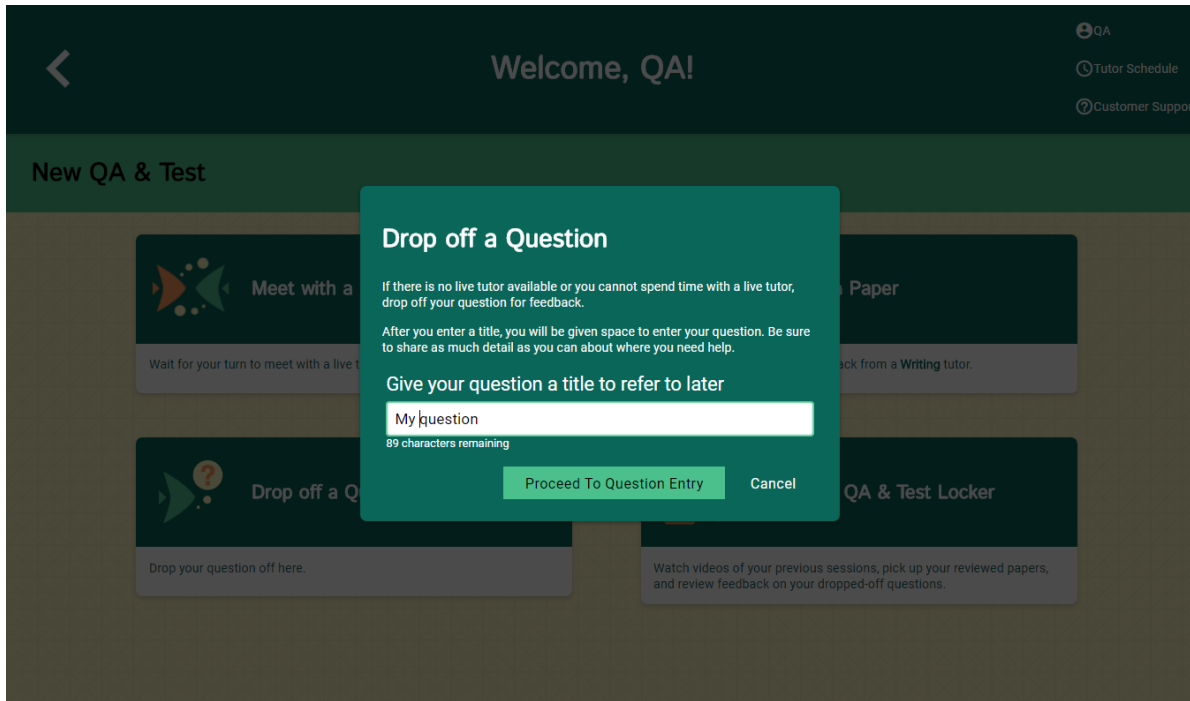 Welcome, QA!
QA
Tutor Schedule
Customer Suppor
New QA & Test
Drop off a Question
If there is no live tutor available or you cannot spend time with a live tutor,
drop off your question for feedback.
After you enter a title, you will be given space to enter your question. Be sure
to share as much detail as you can about where you need help.
Give your question a title to refer to later
My question
89 characters remaining
Proceed To Question Entry
Cancel
Meet with a
Wait for your turn to meet with a live t
Paper
ack from a Writing tutor.
Drop off a Q
Drop your question off here.
QA & Test Locker
Watch videos of your previous sessions, pick up your reviewed papers,
and review feedback on your dropped-off questions.